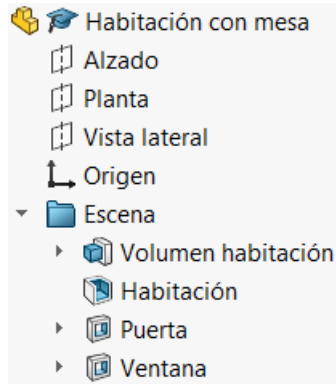 Habitación con mesa
Alzado
Planta
Vista lateral
Origen
Escena
Volumen habitación
Habitación
Puerta
Ventana